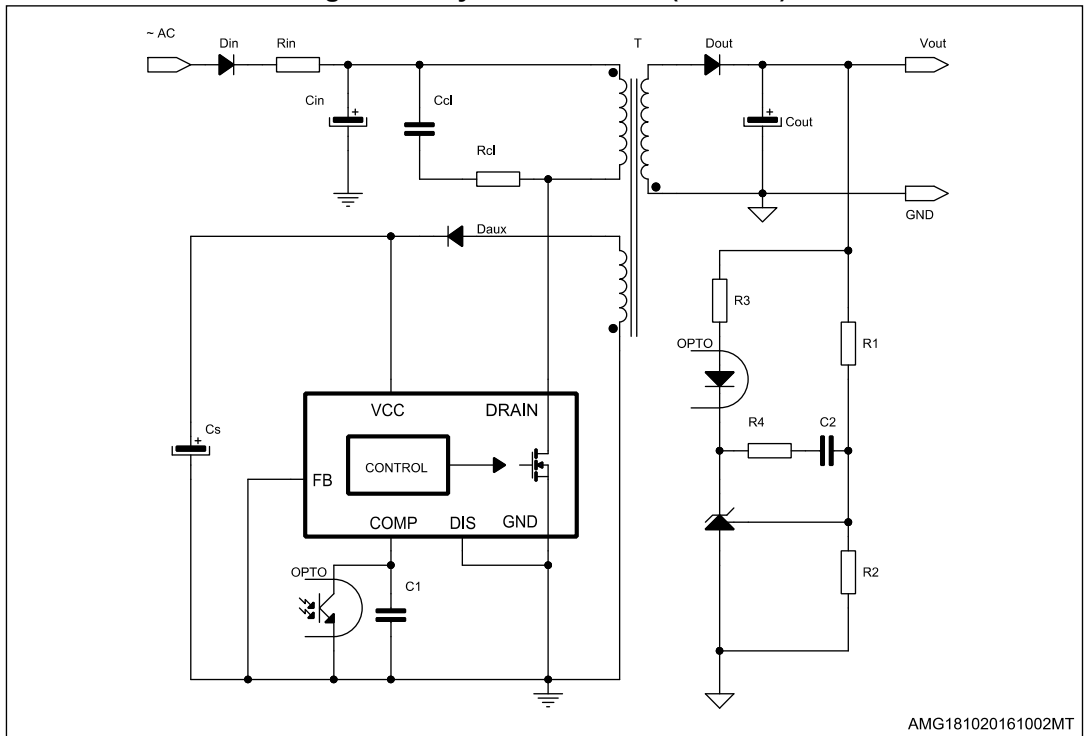 ~ AC
Din
Rin
T
Dout
Vout
Cin
+
Ccl
+
Cout
Rcl
GND
Daux
R3
OPTO
R1
VCC
DRAIN
Cs
+
R4
C2
CONTROL
FB
COMP
DIS
GND
OPTO
C1
R2
AMG181020161002MT